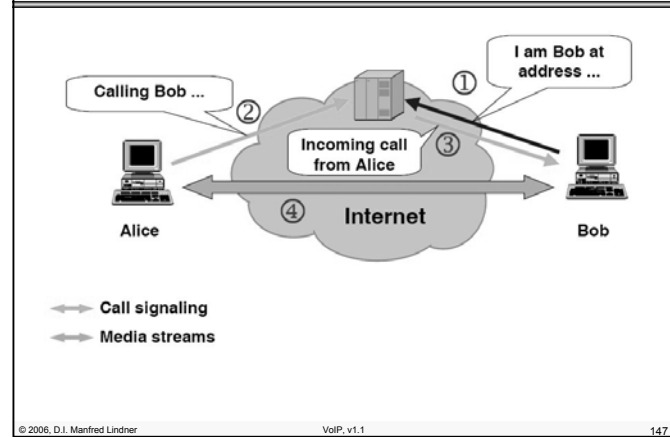 I am Bob at
address ...
①
Calling Bob ...
②
Incoming call
from Alice
③
④
Internet
Alice
Bob
Call signaling
Media streams
© 2006, D.I. Manfred Lindner
VoIP, v1.1
147